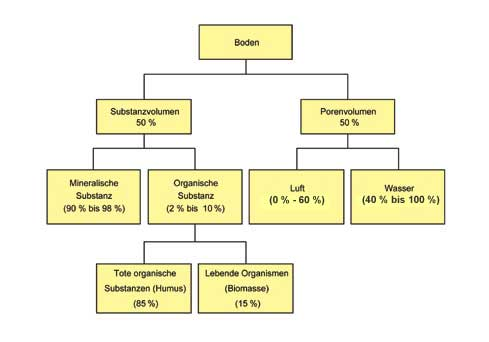 Boden
Substanzvolumen
50 %
Porenvolumen
50 %
Mineralische
Substanz
(90 % bis 98 %)
Organische
Substanz
(2 % bis 10 %)
Luft
(0 % - 60 %)
Wasser
(40 % bis 100 %)
Tote organische
Substanzen (Humus)
(85 %)
Lebende Organismen
(Biomasse)
(15 %)